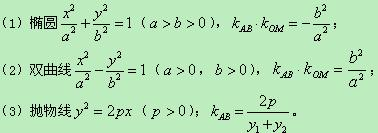 (1) 椭圆 x²/a² + y²/b² = 1 ( a > b > 0 ), k_AB · k_OM = -b²/a²;
(2) 双曲线 x²/a² - y²/b² = 1 ( a > 0 , b > 0 ), k_AB · k_OM = b²/a²;
(3) 抛物线 y² = 2px ( p > 0 ); k_AB = 2p/(y₁ + y₂)。